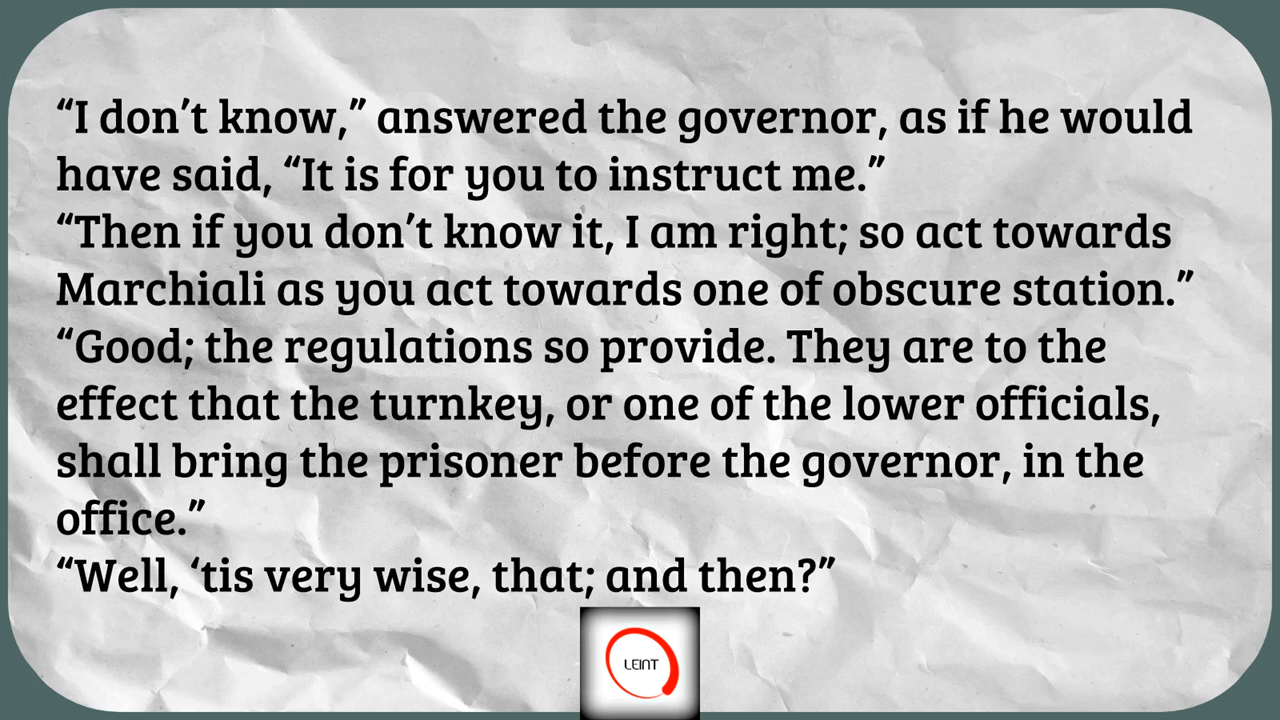 “I don’t know,” answered the governor, as if he would
have said, “It is for you to instruct me.”
“Then if you don’t know it, I am right; so act towards
Marchiali as you act towards one of obscure station.”
“Good; the regulations so provide. They are to the
effect that the turnkey, or one of the lower officials,
shall bring the prisoner before the governor, in the
office.”
“Well, ‘tis very wise, that; and then?”
LEINT